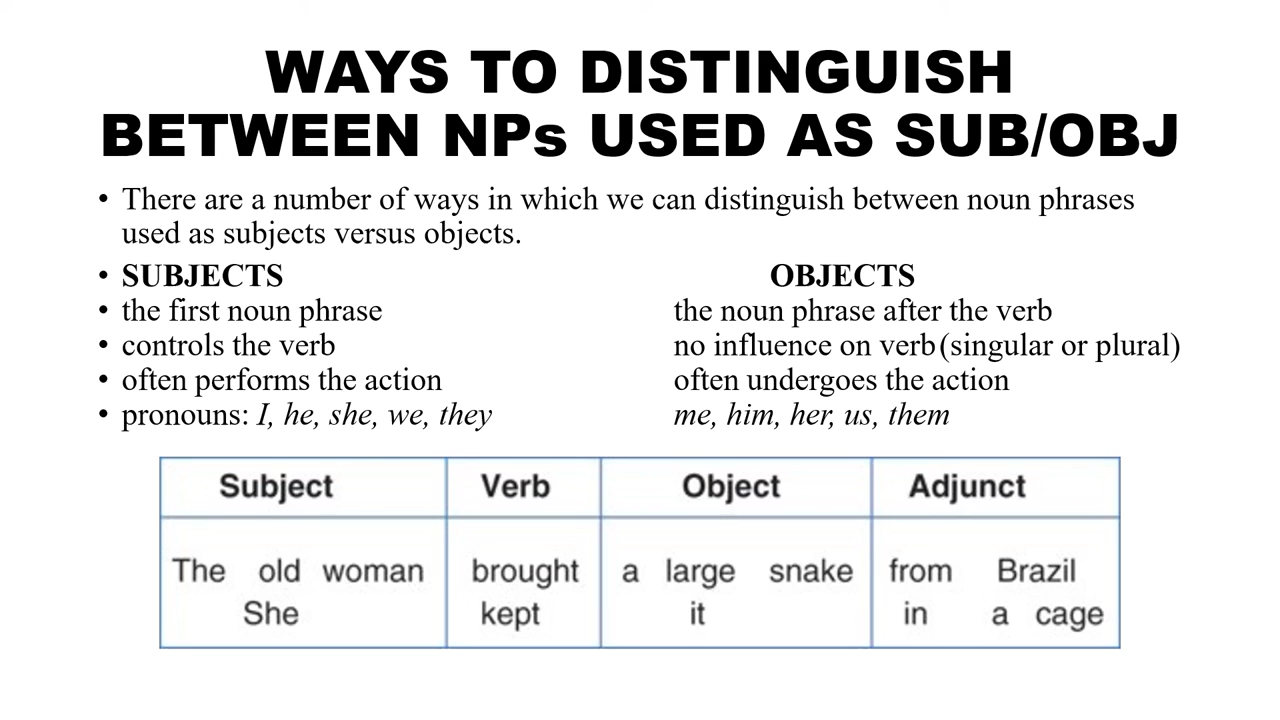 WAYS TO DISTINGUISH
BETWEEN NPs USED AS SUB/OBJ
• There are a number of ways in which we can distinguish between noun phrases
used as subjects versus objects.
• SUBJECTS OBJECTS
• the first noun phrase the noun phrase after the verb
• controls the verb no influence on verb (singular or plural)
• often performs the action often undergoes the action
• pronouns: I, he, she, we, they me, him, her, us, them
Subject Verb Object Adjunct
The old woman brought a large snake from Brazil
She kept it in a cage